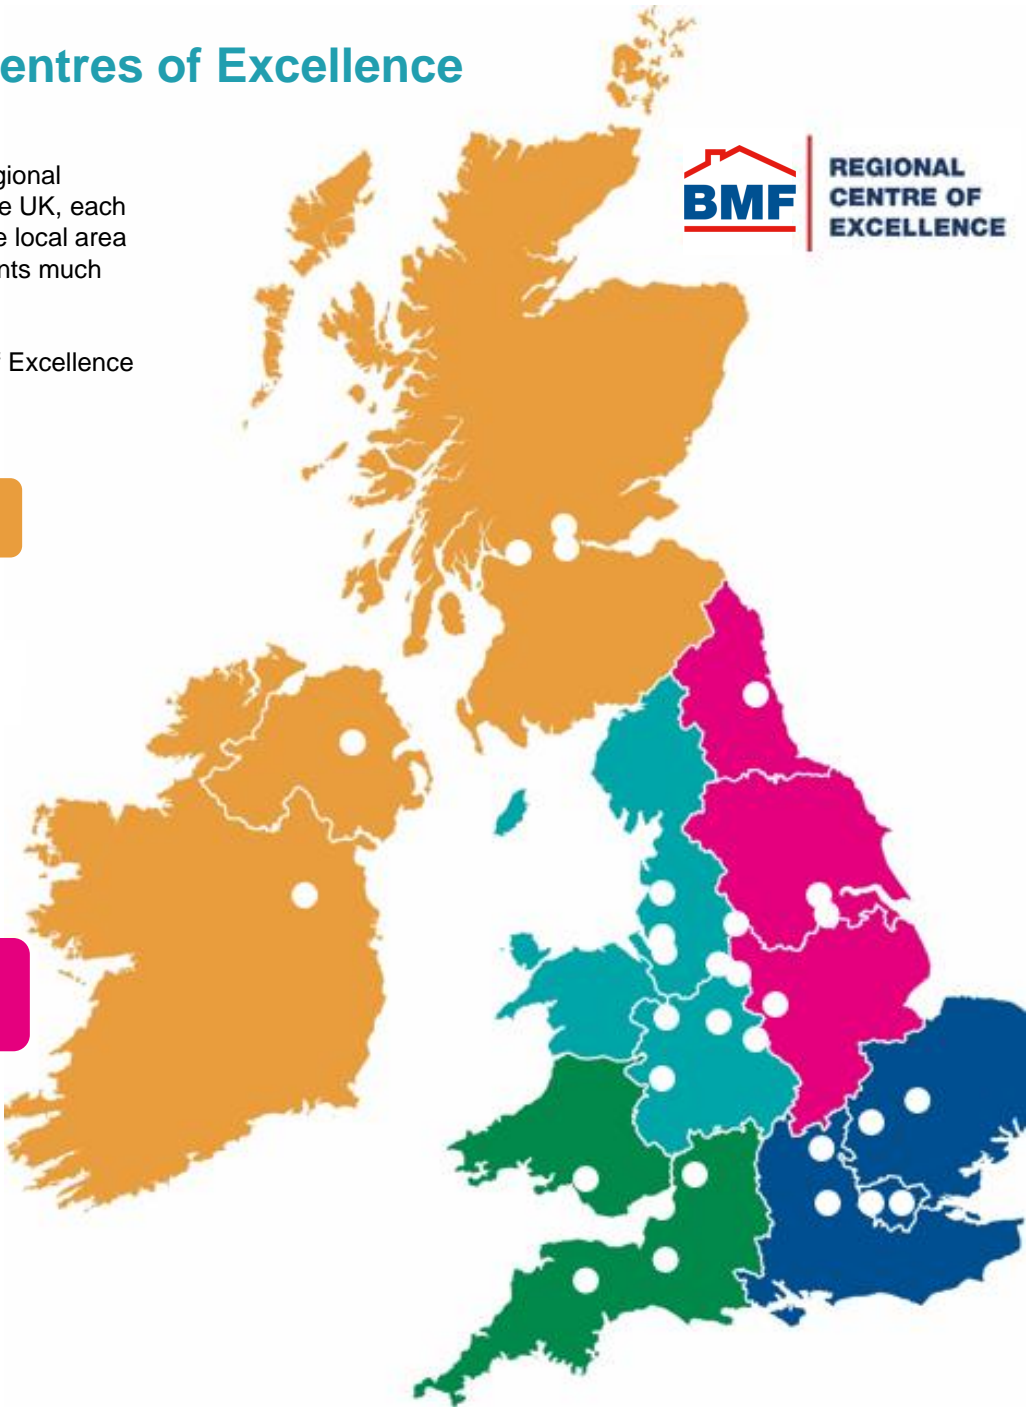 entres of Excellence
gional
e UK, each
e local area
nts much
f Excellence
BMF
REGIONAL
CENTRE OF
EXCELLENCE